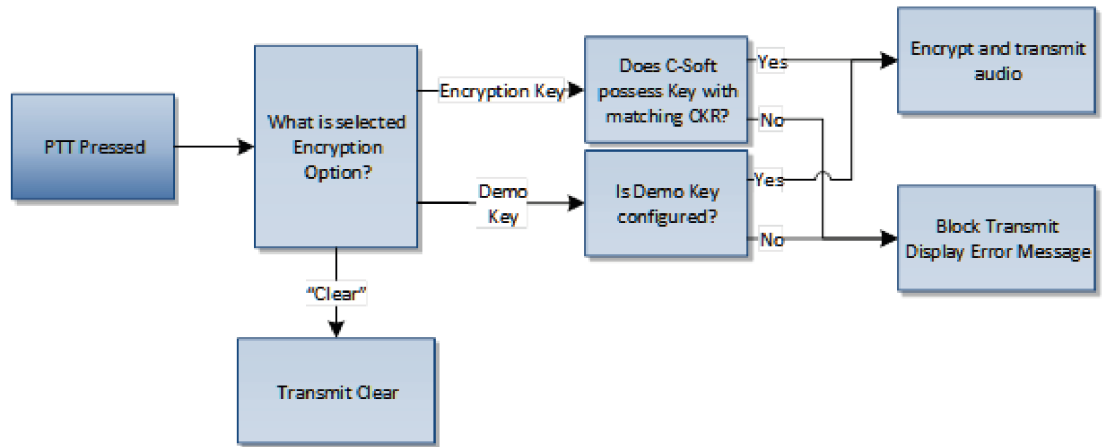 PTT Pressed
What is selected
Encryption
Option?
Encryption Key
Demo
Key
"Clear"
Transmit Clear
Does C-Soft
possess Key with
matching CKR?
Yes
No
Is Demo Key
configured?
Yes
No
Encrypt and transmit
audio
Block Transmit
Display Error Message